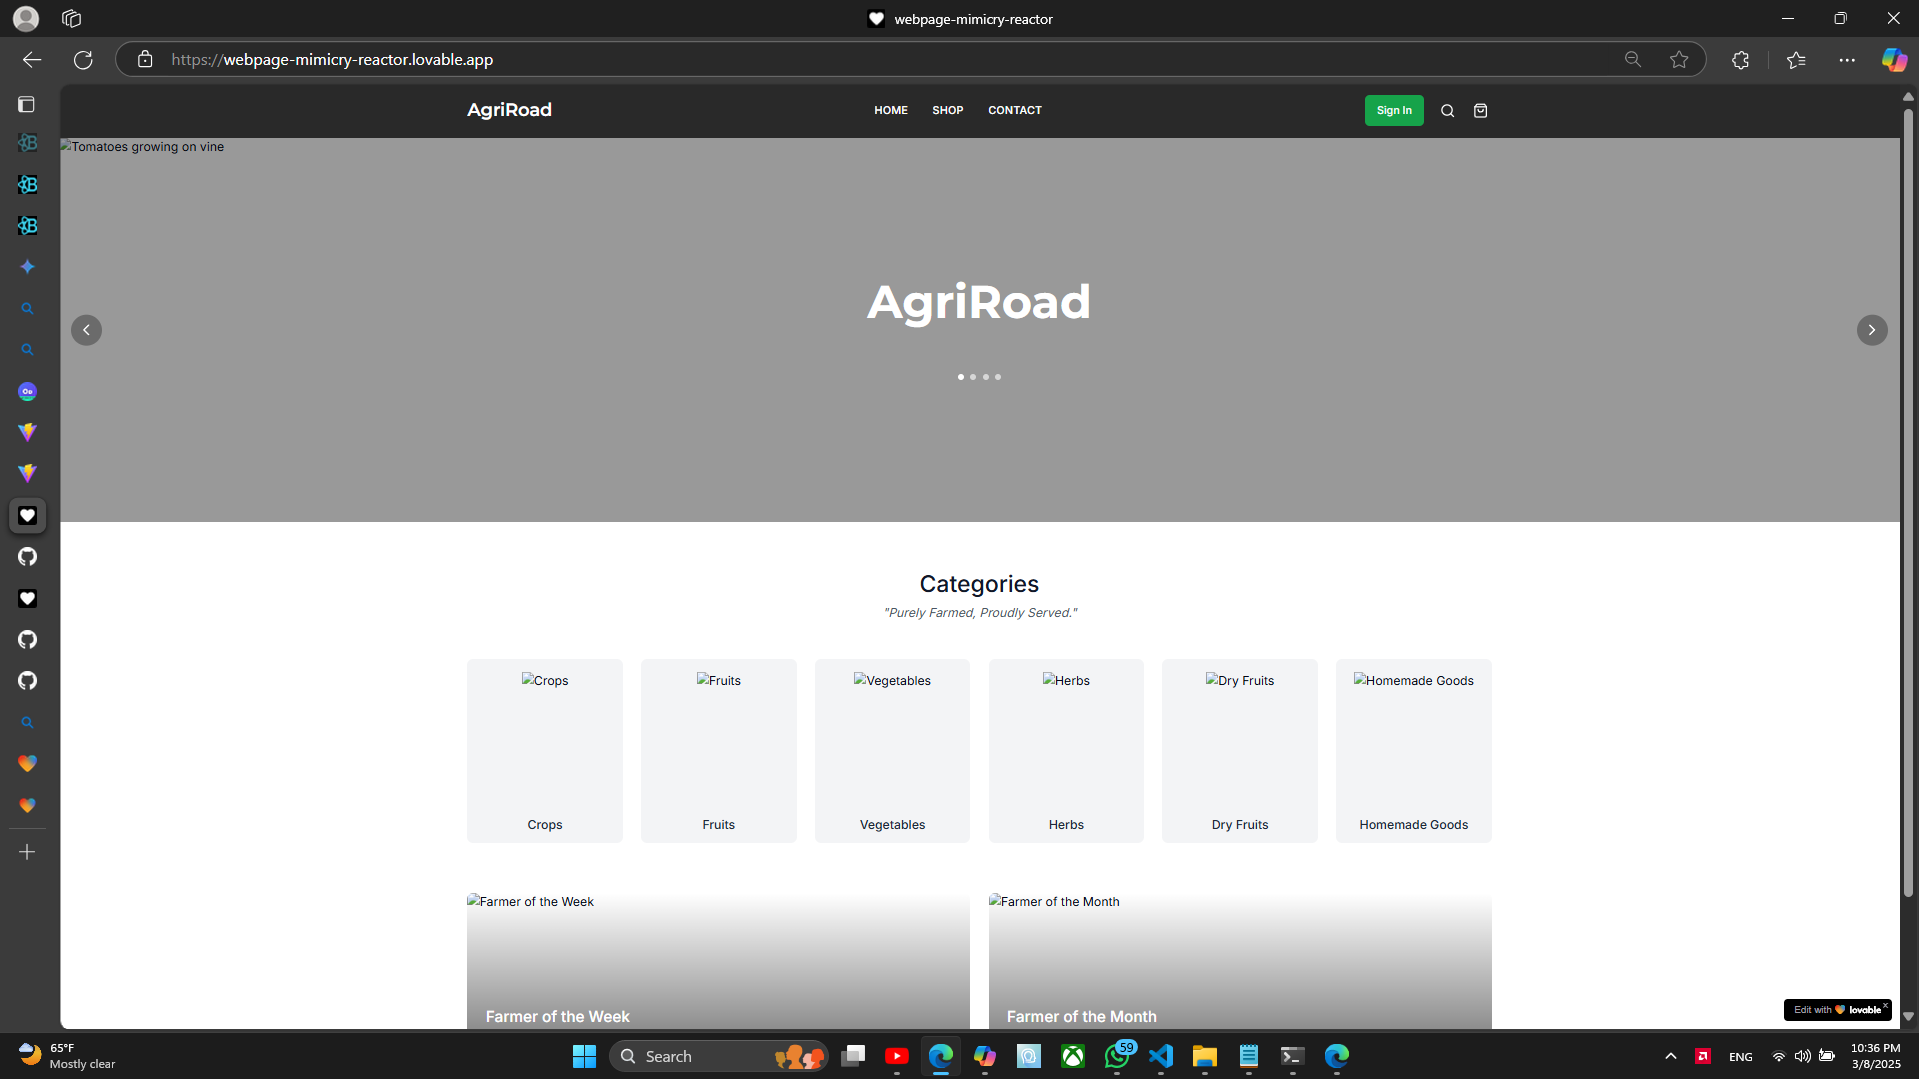 webpage-mimicry-reactor
https://webpage-mimicry-reactor.lovable.app
AgriRoad
HOME
SHOP
CONTACT
Sign In
Tomatoes growing on vine
AgriRoad
Categories
"Purely Farmed, Proudly Served."
Crops
Fruits
Vegetables
Herbs
Dry Fruits
Homemade Goods
Crops
Fruits
Vegetables
Herbs
Dry Fruits
Homemade Goods
Farmer of the Week
Farmer of the Month
Farmer of the Week
Farmer of the Month
Edit with lovable
65°F
Mostly clear
Search
59
ENG
10:36 PM
3/8/2025